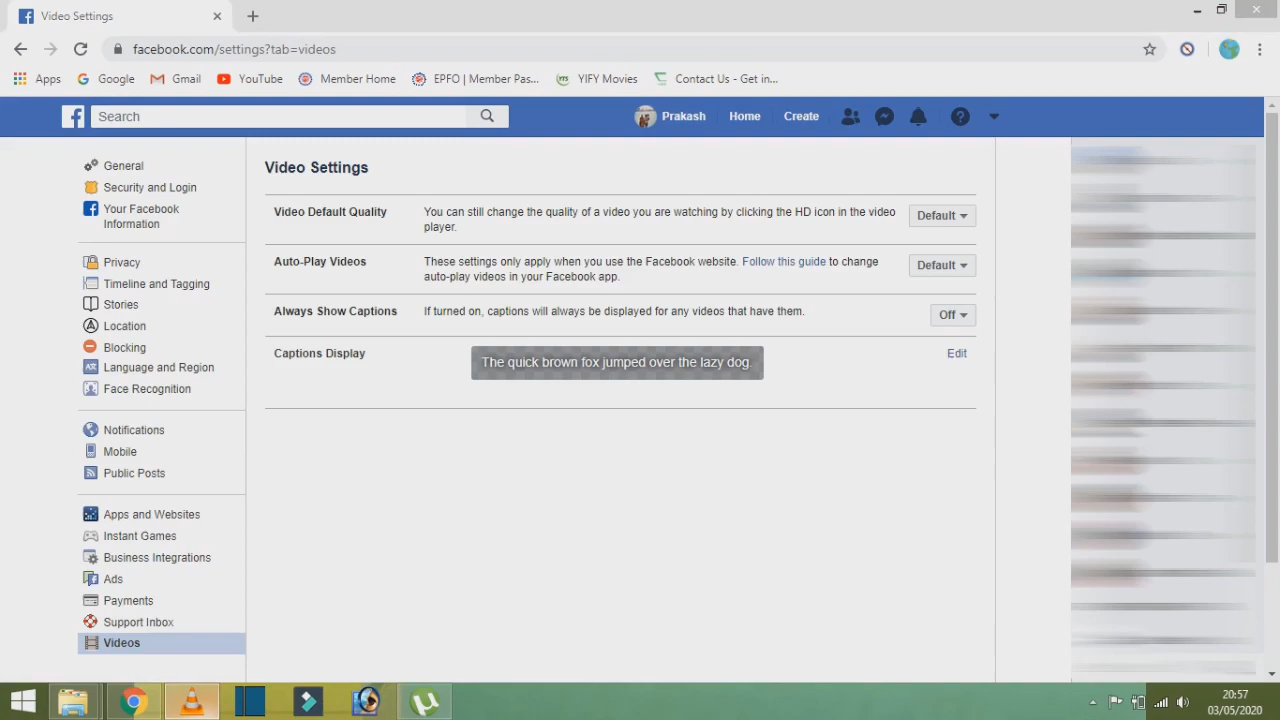 Video Settings
facebook.com/settings?tab=videos
Apps
Google
Gmail
YouTube
Member Home
EPFO | Member Pas...
YIFY Movies
Contact Us - Get in...
Search
Prakash
Home
Create
General
Security and Login
Your Facebook
Information
Privacy
Timeline and Tagging
Stories
Location
Blocking
Language and Region
Face Recognition
Notifications
Mobile
Public Posts
Apps and Websites
Instant Games
Business Integrations
Ads
Payments
Support Inbox
Videos
Video Settings
Video Default Quality
You can still change the quality of a video you are watching by clicking the HD icon in the video
player.
Default
Auto-Play Videos
These settings only apply when you use the Facebook website. Follow this guide to change
auto-play videos in your Facebook app.
Default
Always Show Captions
If turned on, captions will always be displayed for any videos that have them.
Off
Captions Display
The quick brown fox jumped over the lazy dog.
Edit
20:57
03/05/2020